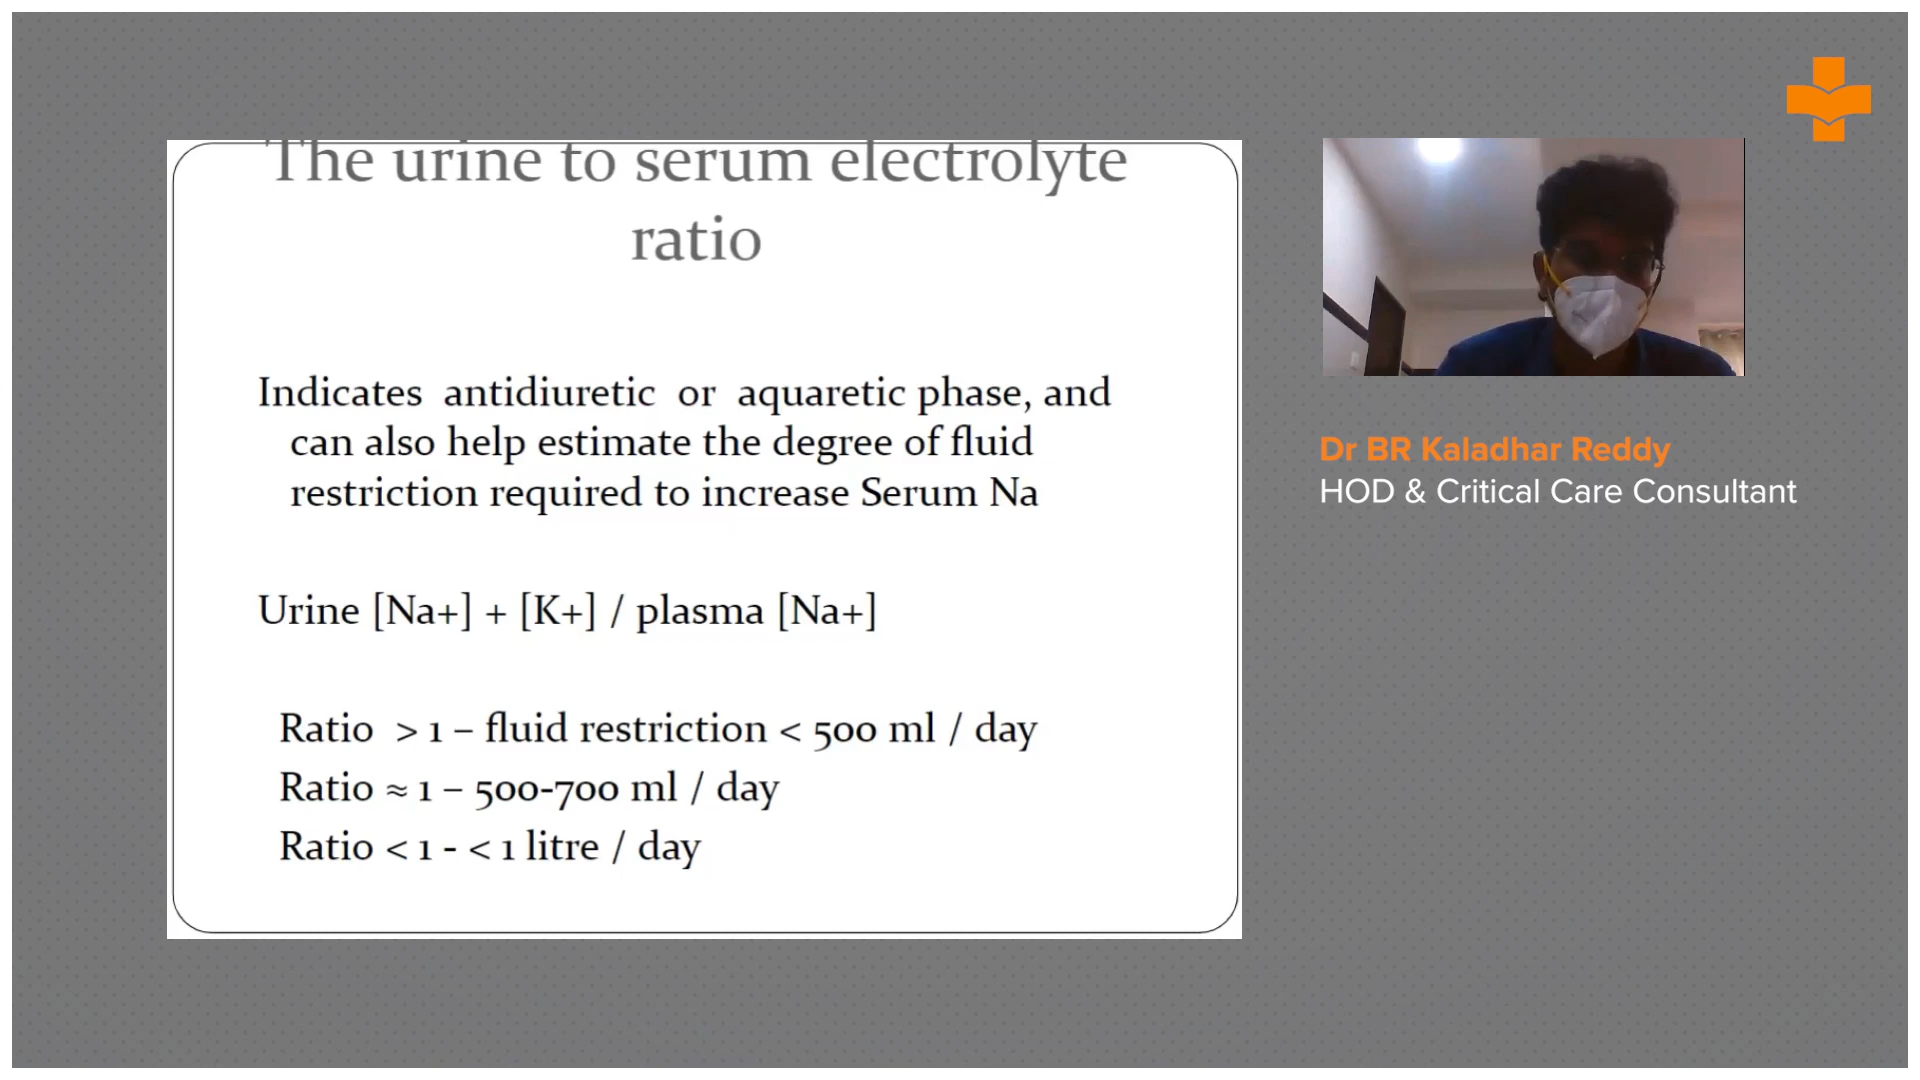 The urine to serum electrolyte
ratio
Indicates antidiuretic or aquaretic phase, and
can also help estimate the degree of fluid
restriction required to increase Serum Na
Urine [Na+] + [K+] / plasma [Na+]
Ratio > 1 – fluid restriction < 500 ml / day
Ratio ≈ 1 – 500-700 ml / day
Ratio < 1 - < 1 litre / day
Dr BR Kaladhar Reddy
HOD & Critical Care Consultant